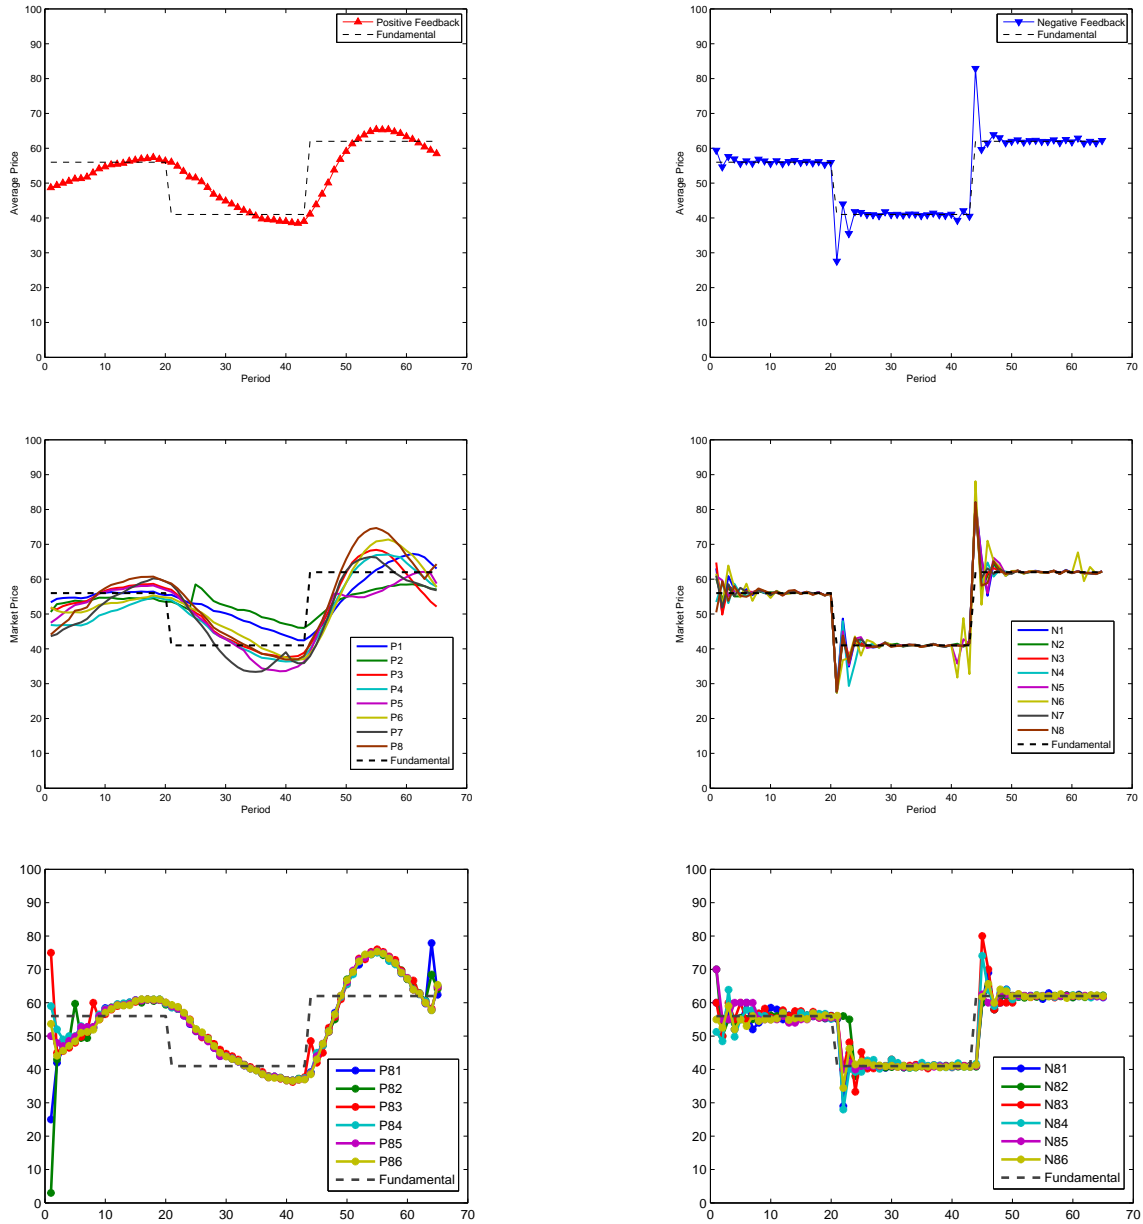 100
90
80
70
60
50
40
30
20
10
0
Average Price
Positive Feedback
Fundamental
0 10 20 30 40 50 60 70
Period
100
90
80
70
60
50
40
30
20
10
0
Average Price
Negative Feedback
Fundamental
0 10 20 30 40 50 60 70
Period
100
90
80
70
60
50
40
30
20
10
0
Market Price
P1
P2
P3
P4
P5
P6
P7
P8
Fundamental
0 10 20 30 40 50 60 70
Period
100
90
80
70
60
50
40
30
20
10
0
Market Price
N1
N2
N3
N4
N5
N6
N7
N8
Fundamental
0 10 20 30 40 50 60 70
Period
100
90
80
70
60
50
40
30
20
10
0
P81
P82
P83
P84
P85
P86
Fundamental
0 10 20 30 40 50 60 70
100
90
80
70
60
50
40
30
20
10
0
N81
N82
N83
N84
N85
N86
Fundamental
0 10 20 30 40 50 60 70